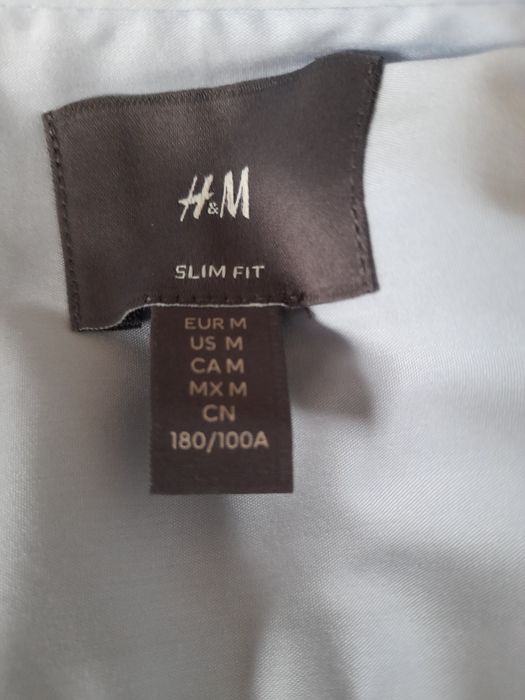 H&M
SLIM FIT
EUR M
US M
CA M
MX M
CN
180/100A